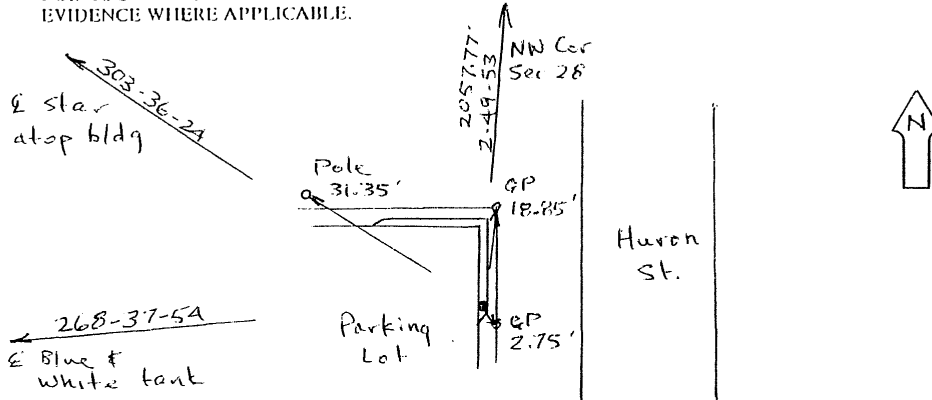 EVIDENCE WHERE APPLICABLE.
303-36-24
℄ star
atop bldg
2057.77'
2-49-53
NW Cor
Sec 28
N
Pole
31.35'
GP
18.85'
Huron
St.
268-37-54
℄ Blue &
White tank
Parking
Lot
GP
2.75'